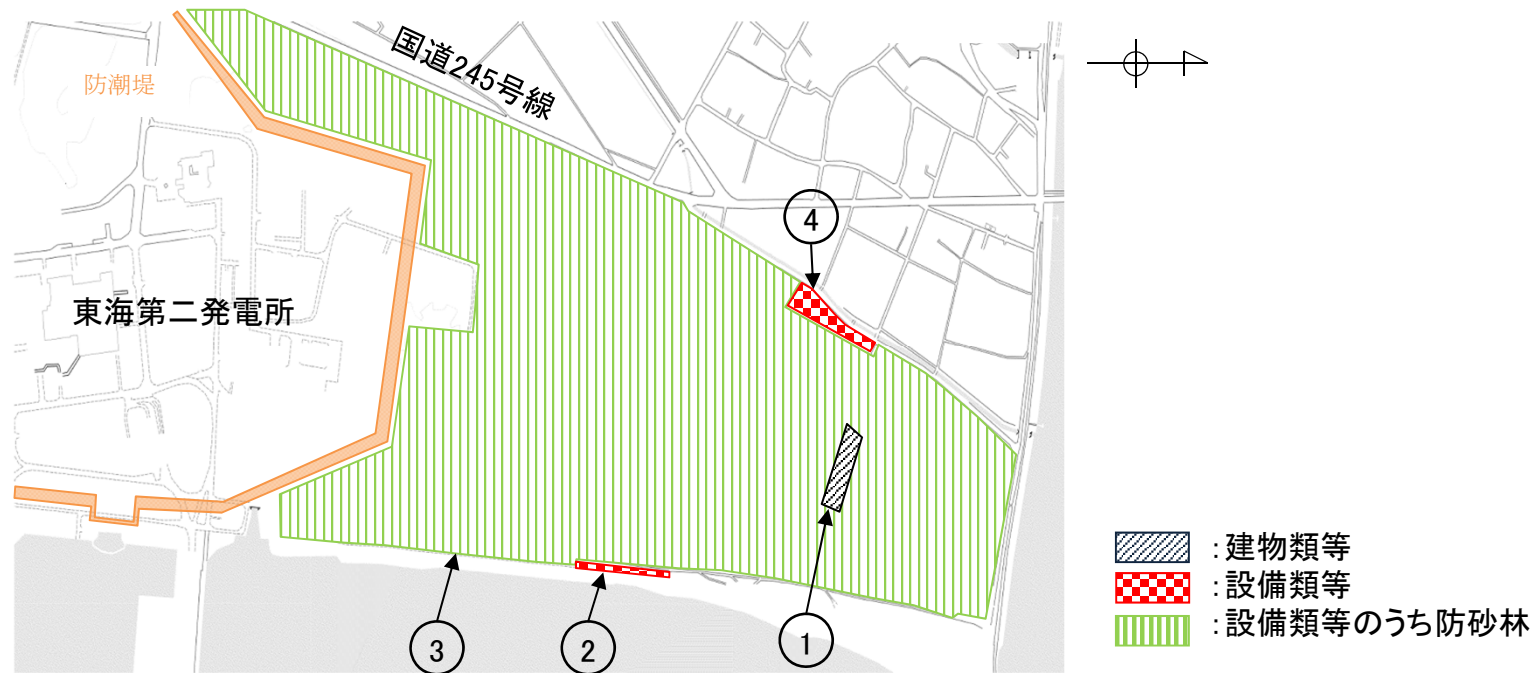 国道245号線
防潮堤
4
東海第二発電所
3
2
1
：建物類等
：設備類等
：設備類等のうち防砂林